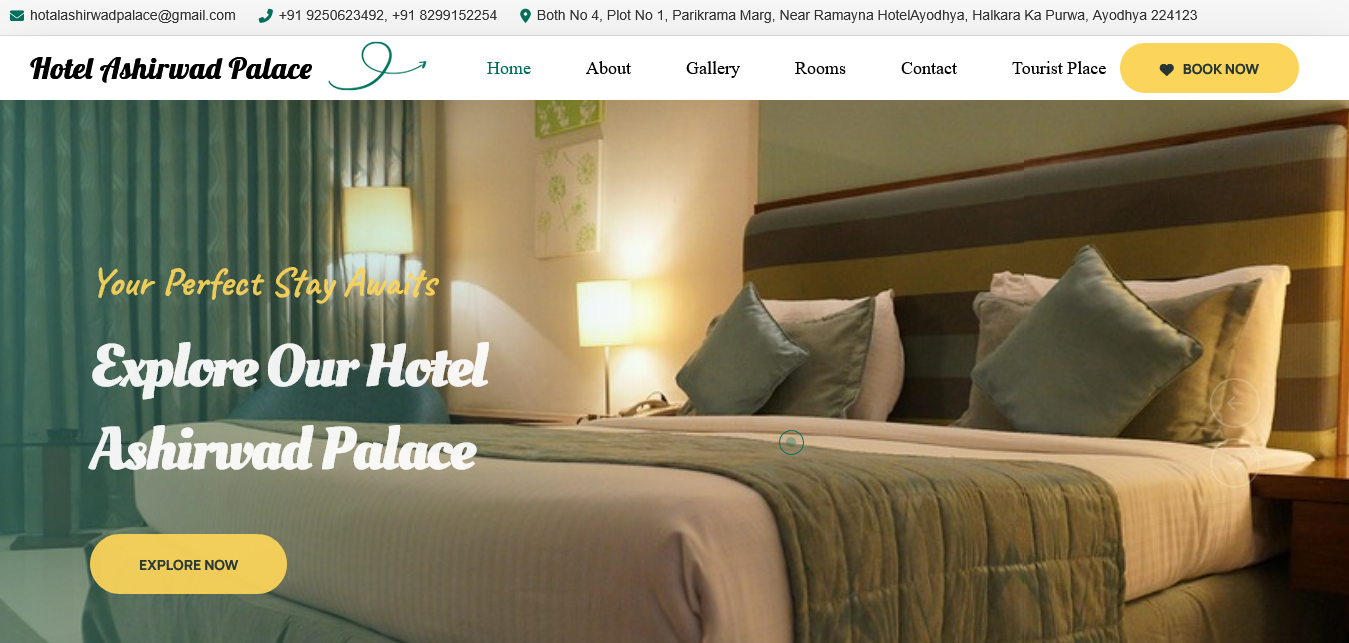 hotalashirwadpalace@gmail.com +91 9250623492, +91 8299152254 Both No 4, Plot No 1, Parikrama Marg, Near Ramayna HotelAyodhya, Halkara Ka Purwa, Ayodhya 224123
Hotel Ashirwad Palace Home About Gallery Rooms Contact Tourist Place BOOK NOW
Your Perfect Stay Awaits
Explore Our Hotel
Ashirwad Palace
EXPLORE NOW